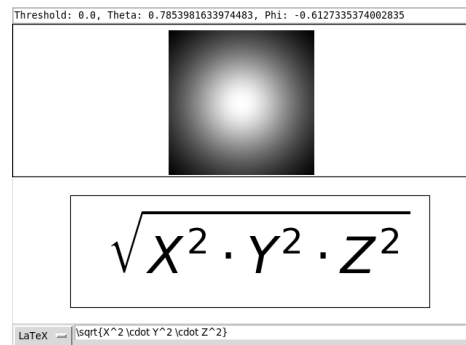 Threshold: 0.0, Theta: 0.7853981633974483, Phi: -0.6127335374002835
√X² · Y² · Z²
LaTeX \sqrt{X^2 \cdot Y^2 \cdot Z^2}